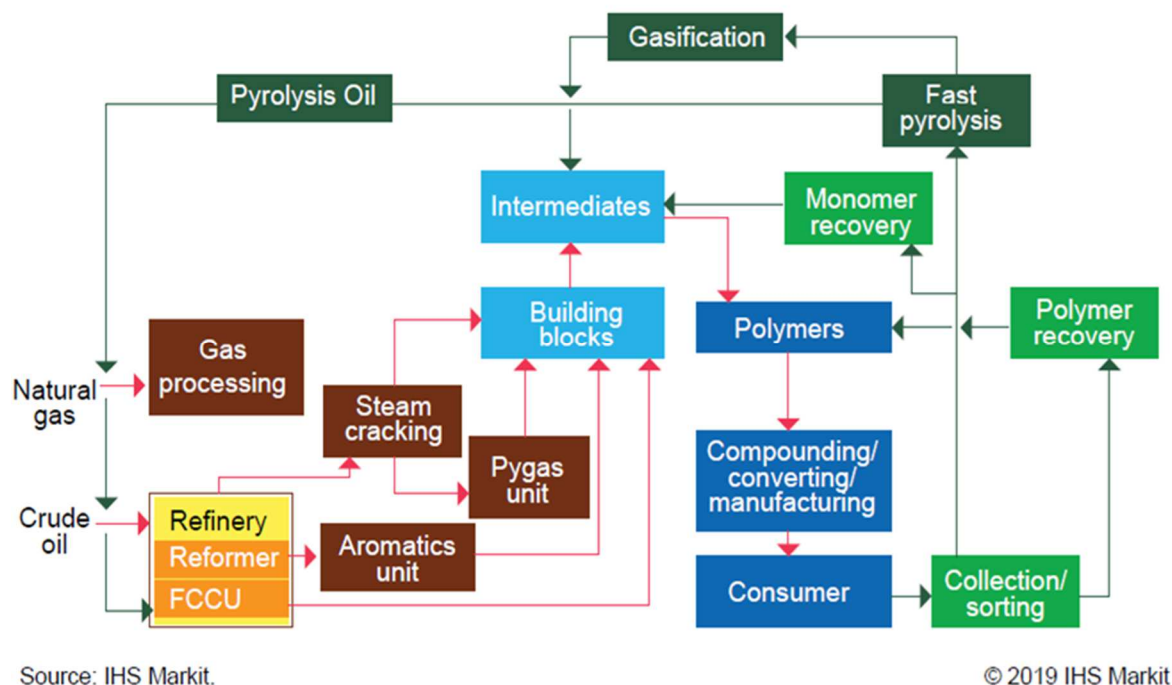 Gasification
Pyrolysis Oil
Fast
pyrolysis
Intermediates
Monomer
recovery
Building
blocks
Polymers
Polymer
recovery
Gas
processing
Natural
gas
Steam
cracking
Pygas
unit
Compounding/
converting/
manufacturing
Crude
oil
Refinery
Reformer
FCCU
Aromatics
unit
Consumer
Collection/
sorting
Source: IHS Markit.
© 2019 IHS Markit